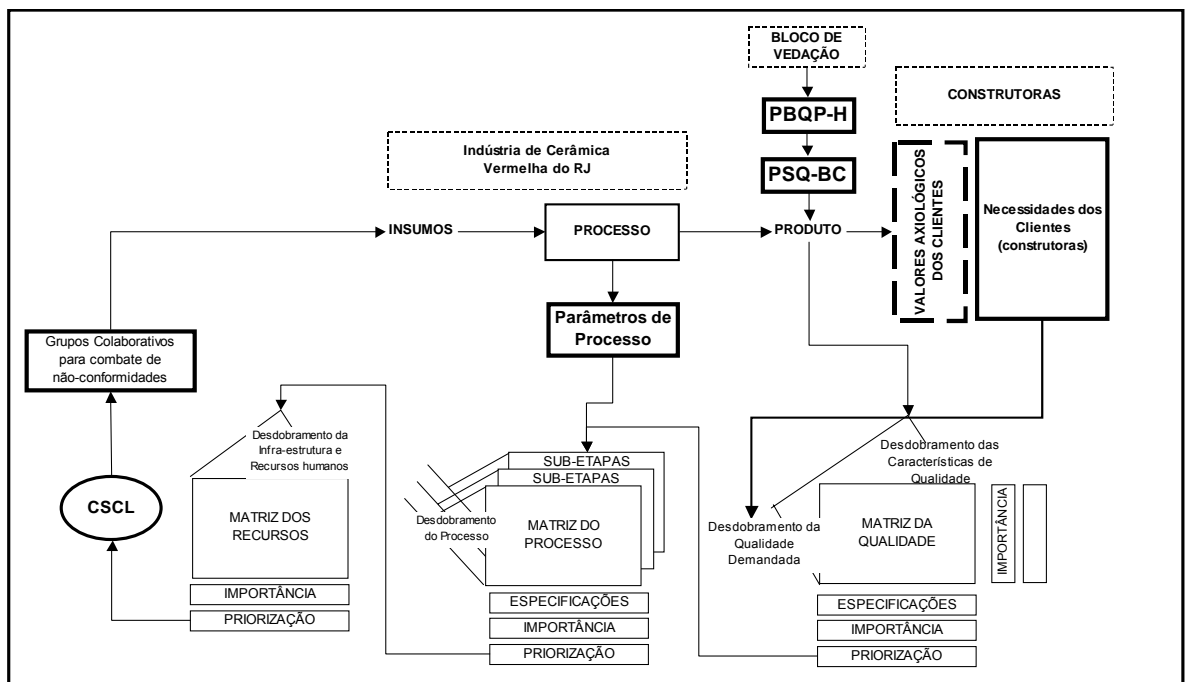 BLOCO DE
VEDAÇÃO
CONSTRUTORAS
PBQP-H
Indústria de Cerâmica
Vermelha do RJ
PSQ-BC
VALORES AXIOLÓGICOS
DOS CLIENTES
Necessidades dos
Clientes
(construtoras)
INSUMOS
PROCESSO
PRODUTO
Parâmetros de
Processo
Grupos Colaborativos
para combate de
não-conformidades
Desdobramento da
Infra-estrutura e
Recursos humanos
SUB-ETAPAS
SUB-ETAPAS
Desdobramento das
Características de
Qualidade
CSCL
MATRIZ DOS
RECURSOS
Desdobramento
do Processo
MATRIZ DO
PROCESSO
Desdobramento da
Qualidade
Demandada
MATRIZ DA
QUALIDADE
IMPORTÂNCIA
IMPORTÂNCIA
PRIORIZAÇÃO
ESPECIFICAÇÕES
IMPORTÂNCIA
PRIORIZAÇÃO
ESPECIFICAÇÕES
IMPORTÂNCIA
PRIORIZAÇÃO